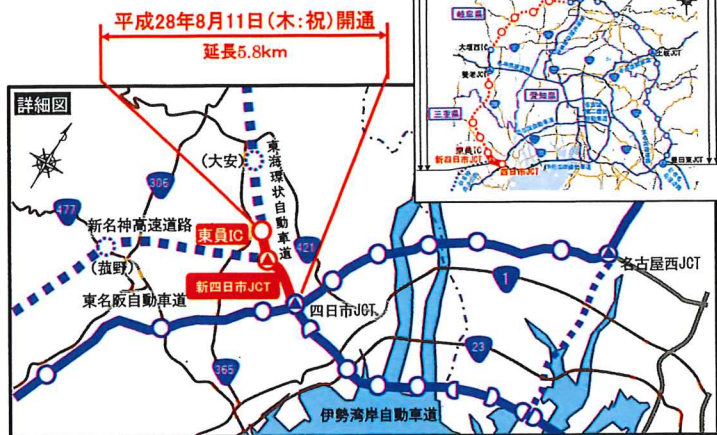 平成28年8月11日(木:祝)開通
延長5.8km
岐阜県
大垣西IC
土岐JCT
養老JCT
愛知県
三重県
東員IC
新四日市JCT
四日市JCT
豊田東JCT
詳細図
(大安)
東海環状自動車道
306
477
新名神高速道路
東員IC
421
(菰野)
新四日市JCT
名古屋西JCT
東名阪自動車道
四日市JCT
1
23
365
伊勢湾岸自動車道